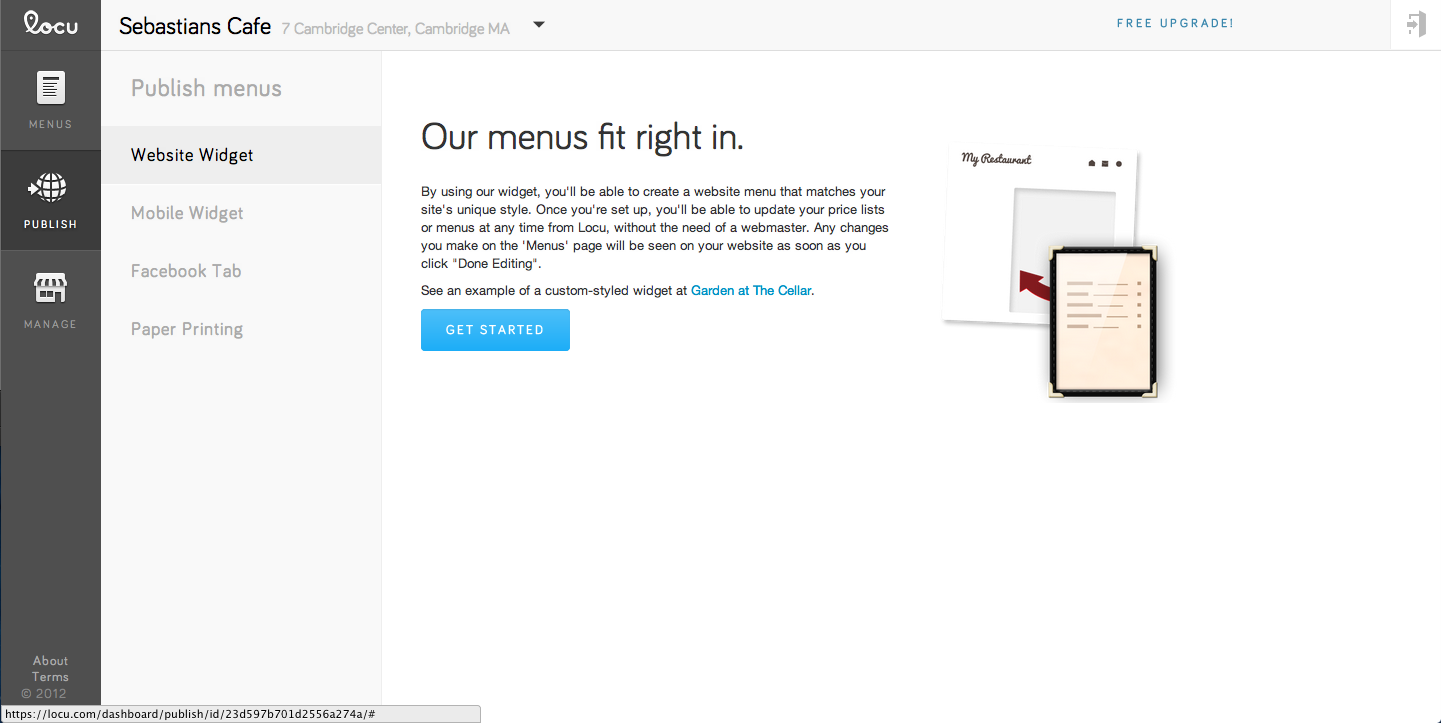 locu
Sebastians Cafe 7 Cambridge Center, Cambridge MA
FREE UPGRADE!
MENUS
PUBLISH
MANAGE
Publish menus
Website Widget
Mobile Widget
Facebook Tab
Paper Printing
Our menus fit right in.
By using our widget, you'll be able to create a website menu that matches your
site's unique style. Once you're set up, you'll be able to update your price lists
or menus at any time from Locu, without the need of a webmaster. Any changes
you make on the 'Menus' page will be seen on your website as soon as you
click "Done Editing".
See an example of a custom-styled widget at Garden at The Cellar.
GET STARTED
My Restaurant
About
Terms
© 2012
https://locu.com/dashboard/publish/id/23d597b701d2556a274a/#